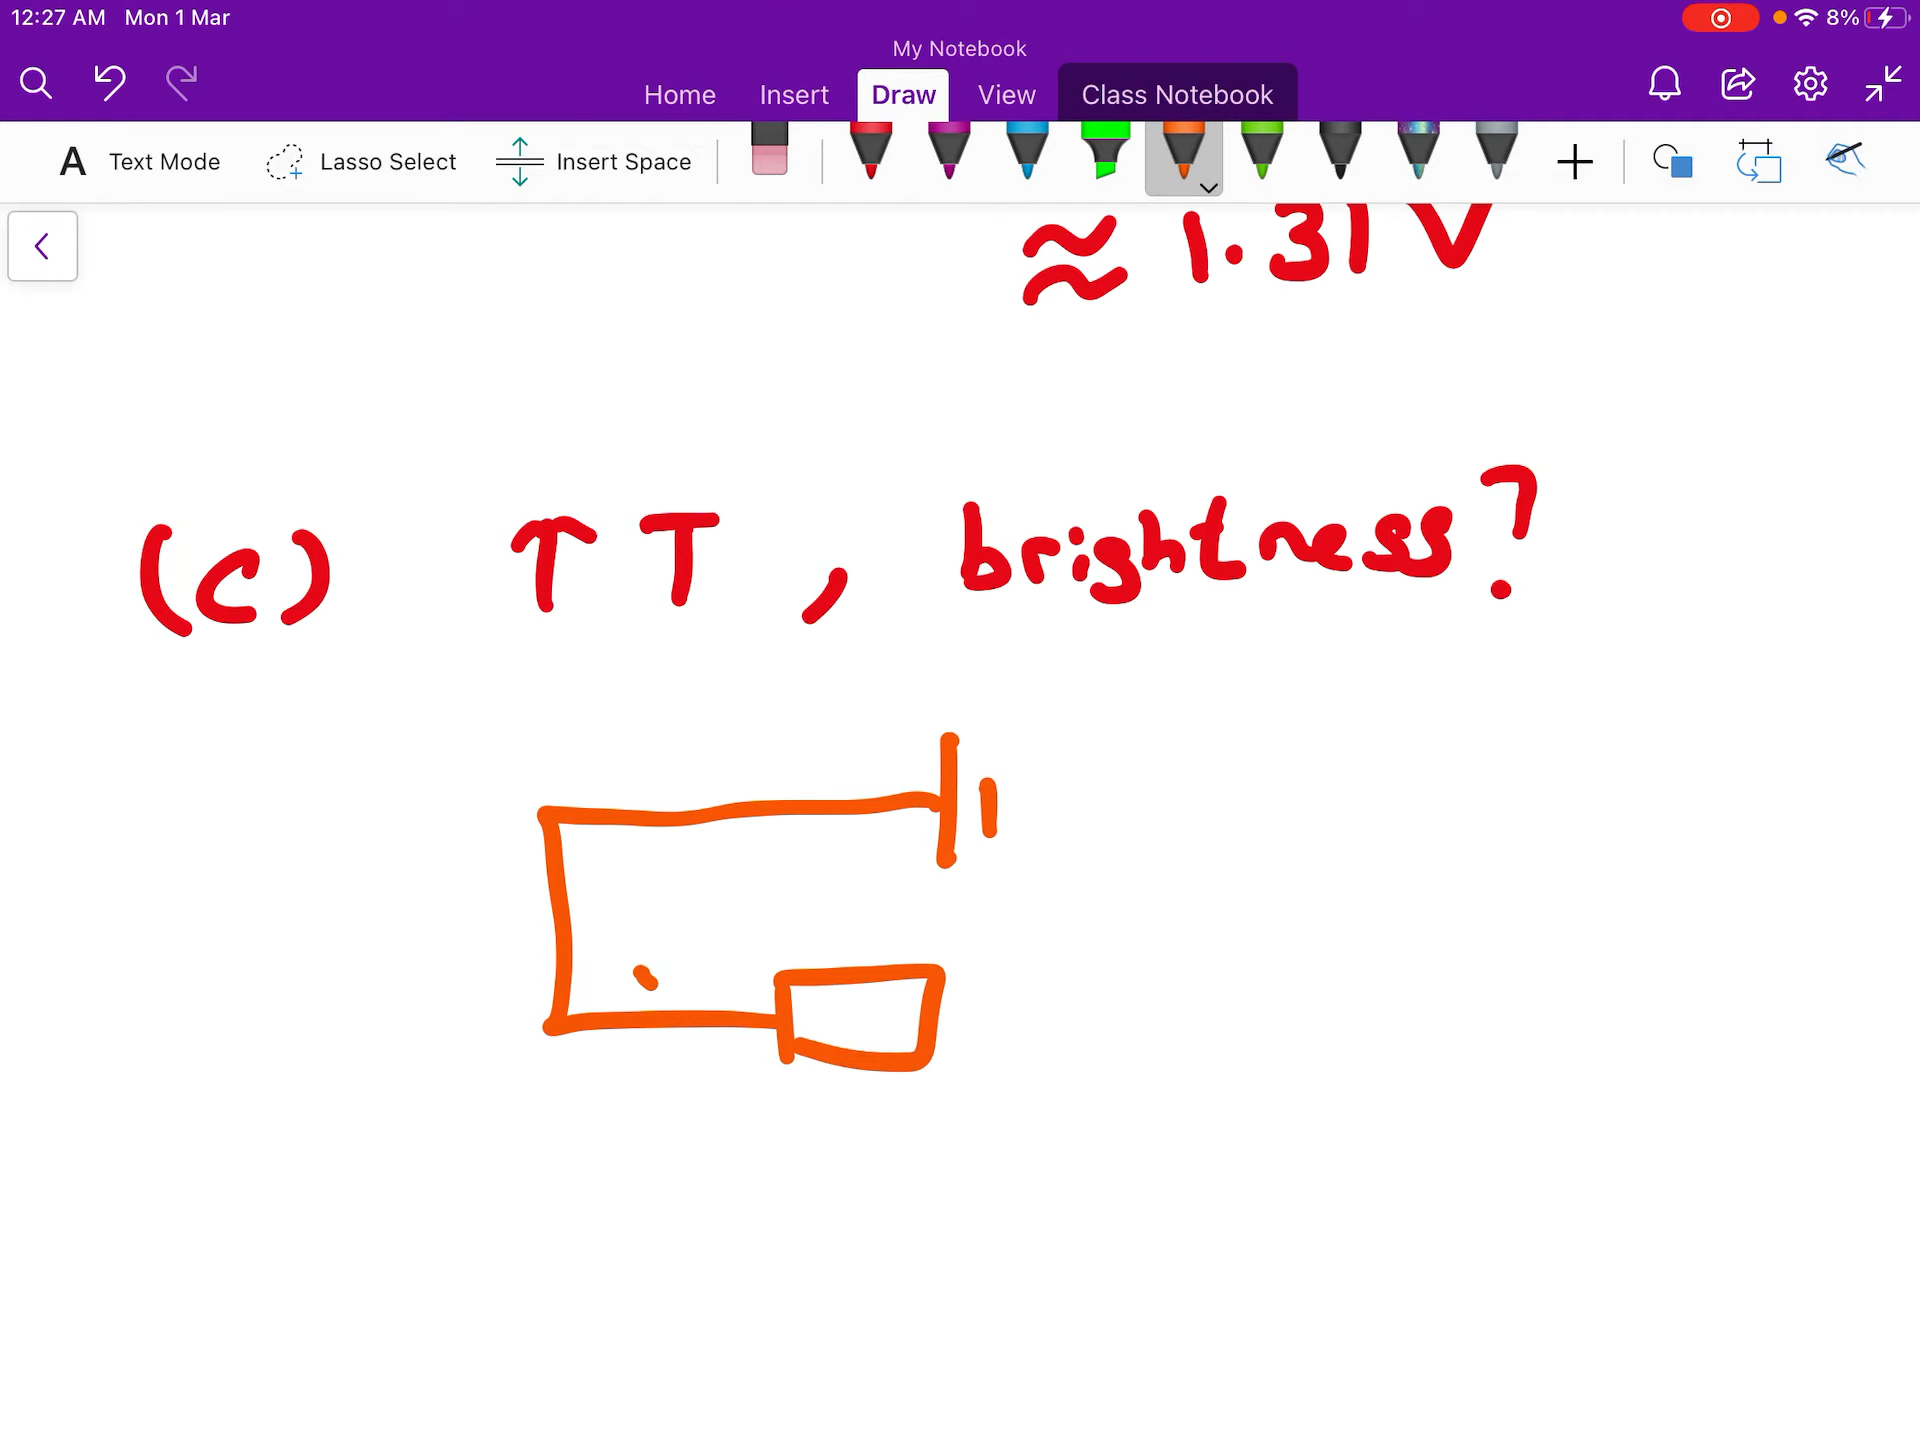 12:27 AM Mon 1 Mar
8%
My Notebook
Home Insert Draw View Class Notebook
A Text Mode Lasso Select Insert Space
≈ 1.31 V
(c) ↑ T , brightness?